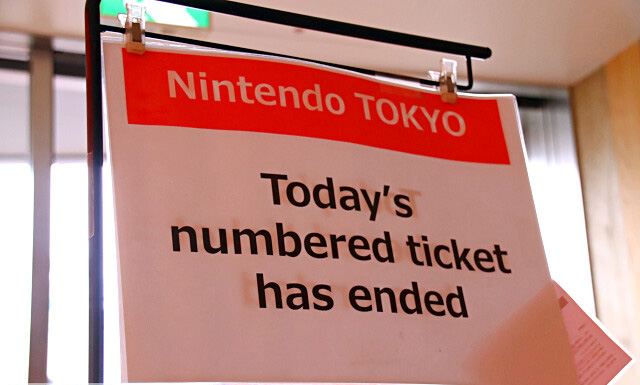 Nintendo TOKYO
Today's
numbered ticket
has ended